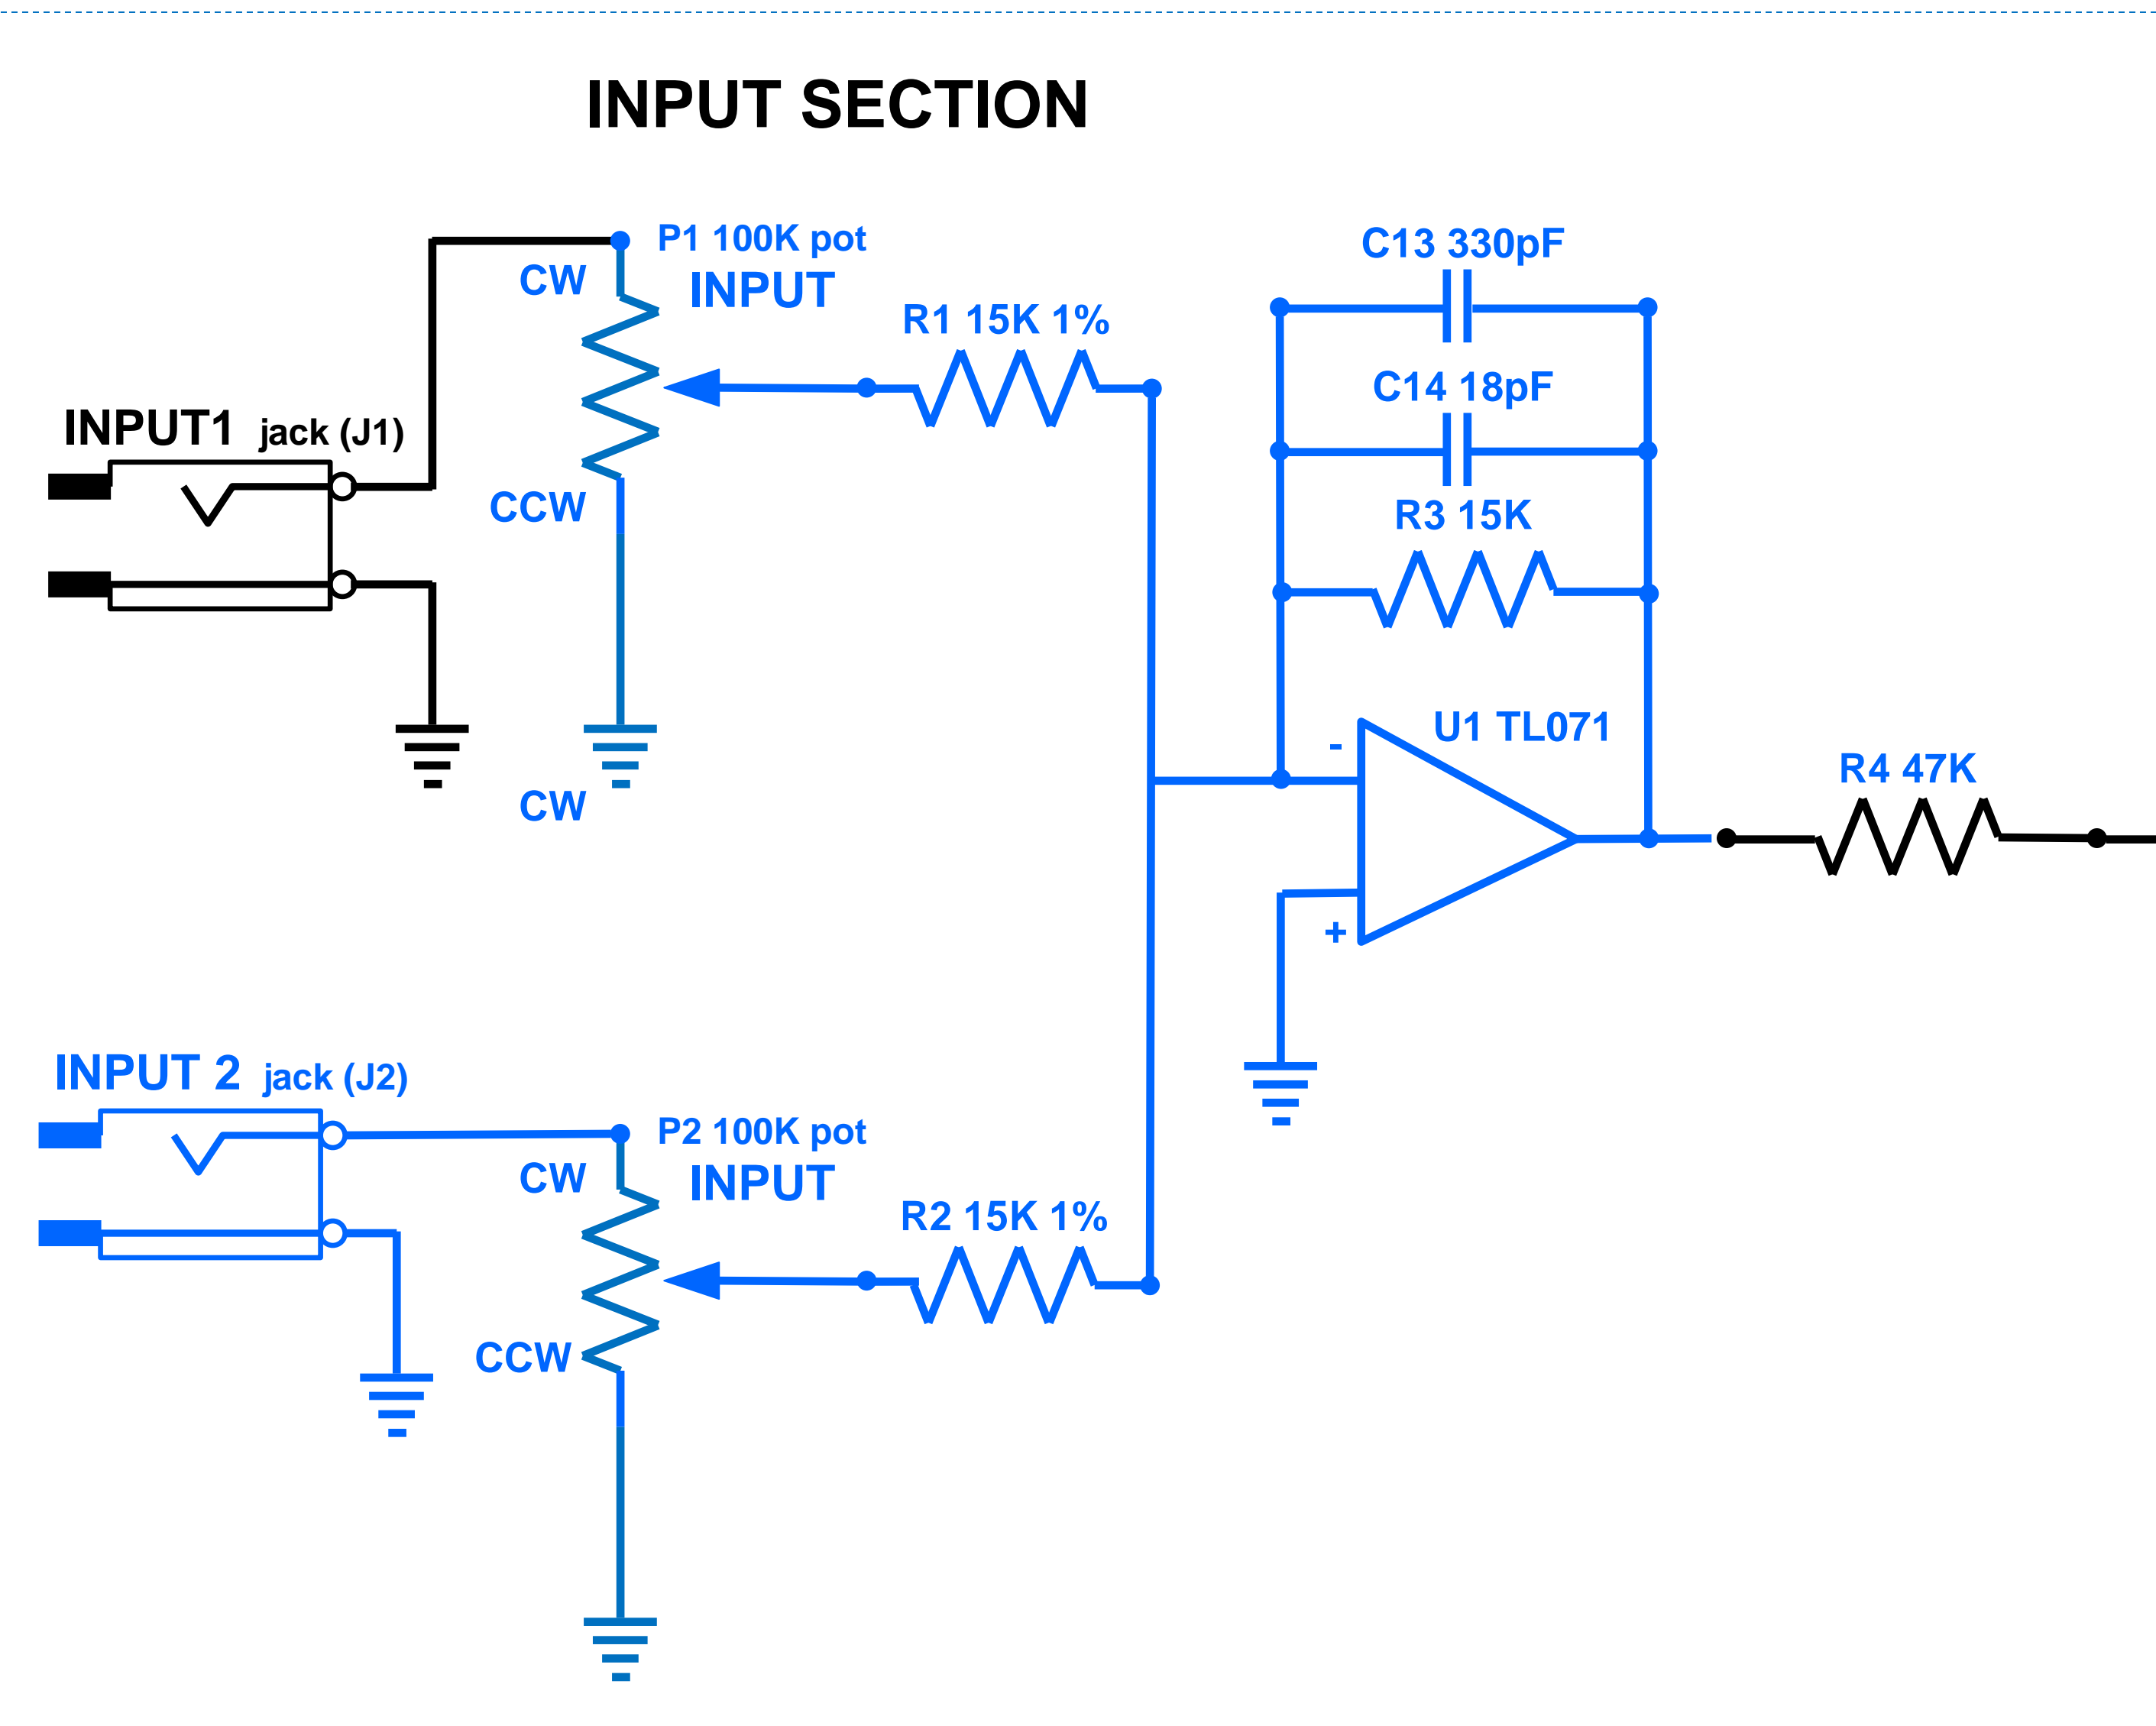 INPUT SECTION
P1 100K pot
INPUT
CW
CCW
INPUT1 jack (J1)
R1 15K 1%
C13 330pF
C14 18pF
R3 15K
U1 TL071
-
+
R4 47K
CW
INPUT 2 jack (J2)
P2 100K pot
INPUT
CW
CCW
R2 15K 1%